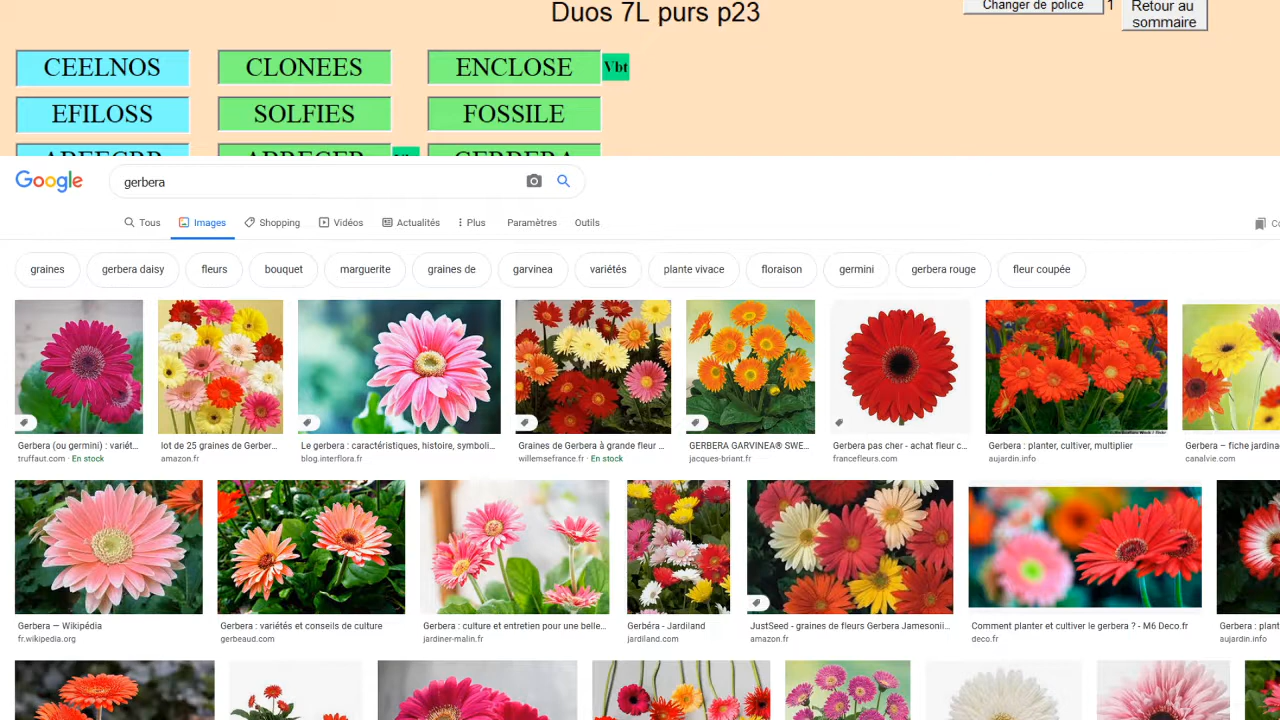 Duos 7L purs p23
Changer de police
1
Retour au
sommaire
CEELNOS
CLONEES
ENCLOSE
Vbt
EFILOSS
SOLFIES
FOSSILE
Google
gerbera
Tous
Images
Shopping
Vidéos
Actualités
Plus
Paramètres
Outils
graines
gerbera daisy
fleurs
bouquet
marguerite
graines de
garvinea
variétés
plante vivace
floraison
germini
gerbera rouge
fleur coupée
Gerbera (ou germini) : variét...
truffaut.com · En stock
lot de 25 graines de Gerber...
amazon.fr
Le gerbera : caractéristiques, histoire, symboli...
blog.interflora.fr
Graines de Gerbera à grande fleur ...
willemsefrance.fr · En stock
GERBERA GARVINEA® SWE...
jacques-briant.fr
Gerbera pas cher - achat fleur c...
francefleurs.com
Gerbera : planter, cultiver, multiplier
aujardin.info
Gerbera – fiche jardina
canalvie.com
Gerbera — Wikipédia
fr.wikipedia.org
Gerbera : variétés et conseils de culture
gerbeaud.com
Gerbera : culture et entretien pour une belle...
jardiner-malin.fr
Gerbéra - Jardiland
jardiland.com
JustSeed - graines de fleurs Gerbera Jamesonii...
amazon.fr
Comment planter et cultiver le gerbera ? - M6 Deco.fr
deco.fr
Gerbera : plant
aujardin.info